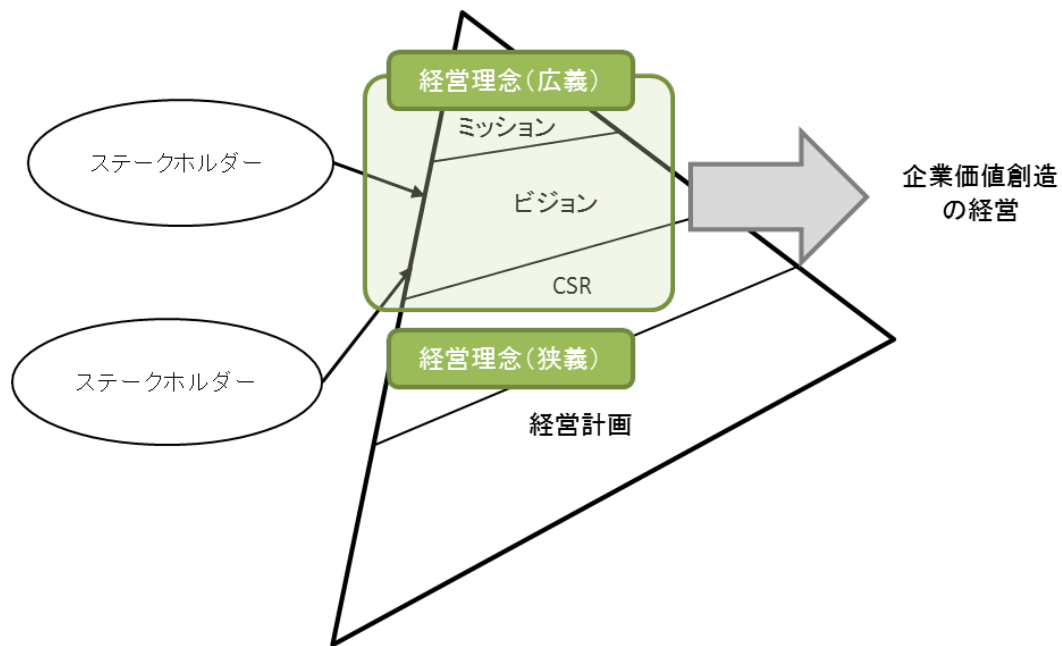 経営理念(広義)
ミッション
ステークホルダー
ビジョン
企業価値創造
の経営
CSR
経営理念(狭義)
ステークホルダー
経営計画